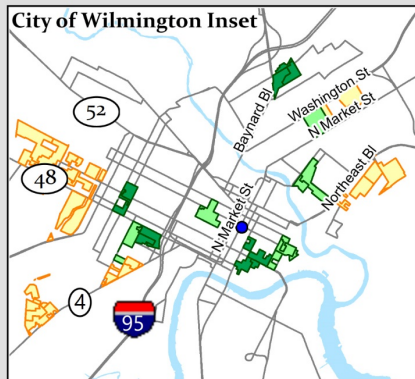 City of Wilmington Inset
52
Baynard Bl
Washington St
N Market St
48
Northeast Bl
N Market St
4
95